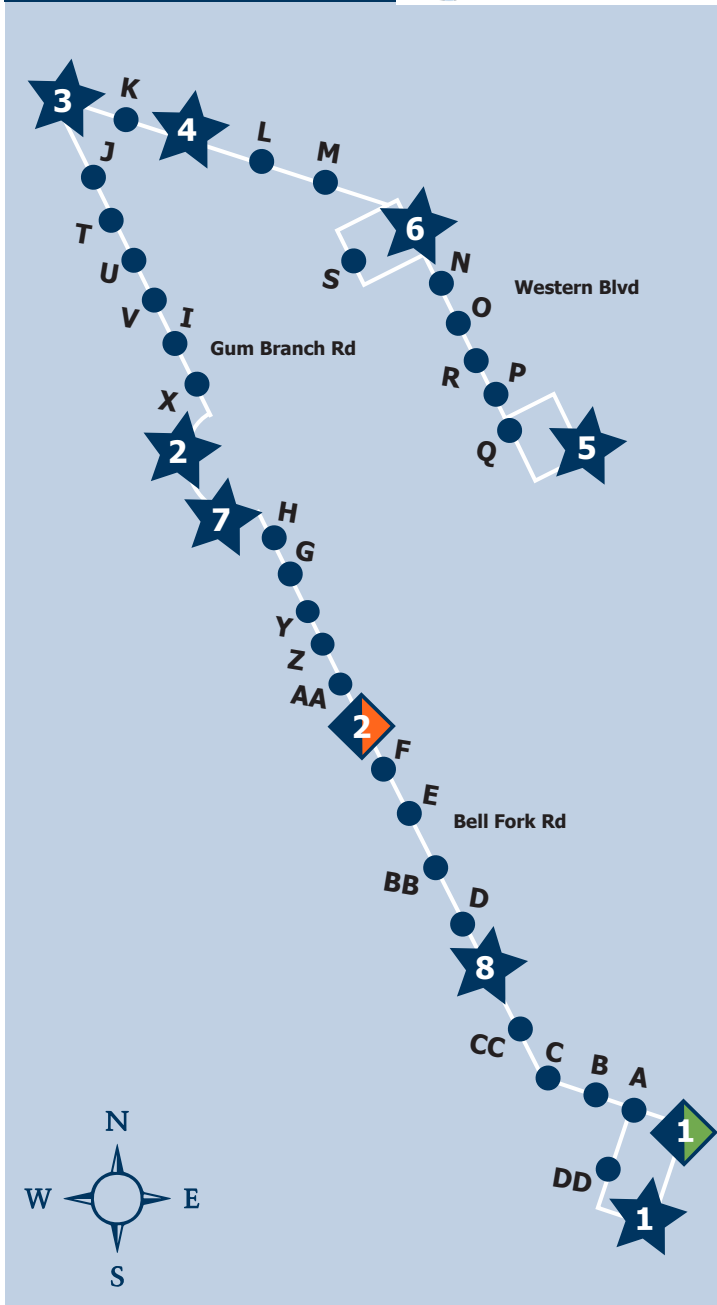 3
K
4
L
M
J
6
T
N
S
U
Western Blvd
O
V
I
Gum Branch Rd
R
P
X
2
Q
5
7
H
G
Y
Z
AA
2
F
E
Bell Fork Rd
BB
D
8
CC
C
B
A
1
N
DD
W
E
1
S